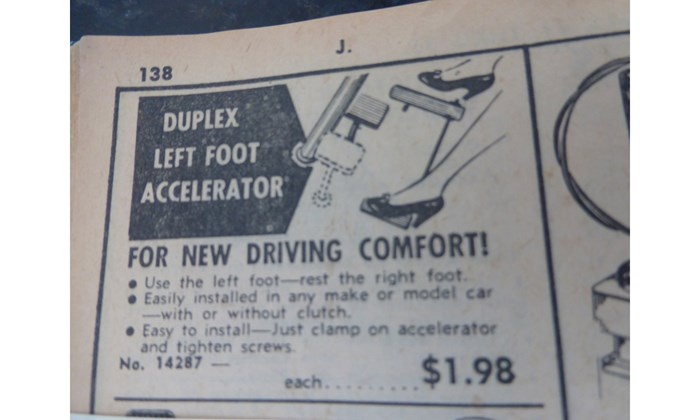 J.
138
DUPLEX
LEFT FOOT
ACCELERATOR
FOR NEW DRIVING COMFORT!
• Use the left foot—rest the right foot.
• Easily installed in any make or model car
—with or without clutch.
• Easy to install—Just clamp on accelerator
and tighten screws.
No. 14287 —
each.........$1.98